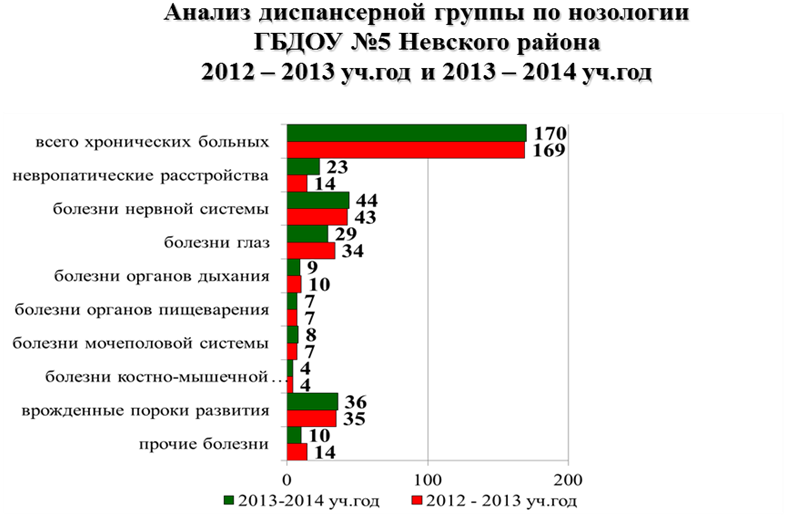 Анализ диспансерной группы по нозологии
ГБДОУ №5 Невского района
2012 – 2013 уч.год и 2013 – 2014 уч.год
всего хронических больных
170
169
невропатические расстройства
23
14
болезни нервной системы
44
43
болезни глаз
29
34
болезни органов дыхания
9
10
болезни органов пищеварения
7
7
болезни мочеполовой системы
8
7
болезни костно-мышечной ...
4
4
врожденные пороки развития
36
35
прочие болезни
10
14
0 100 200
2013-2014 уч.год 2012 - 2013 уч.год